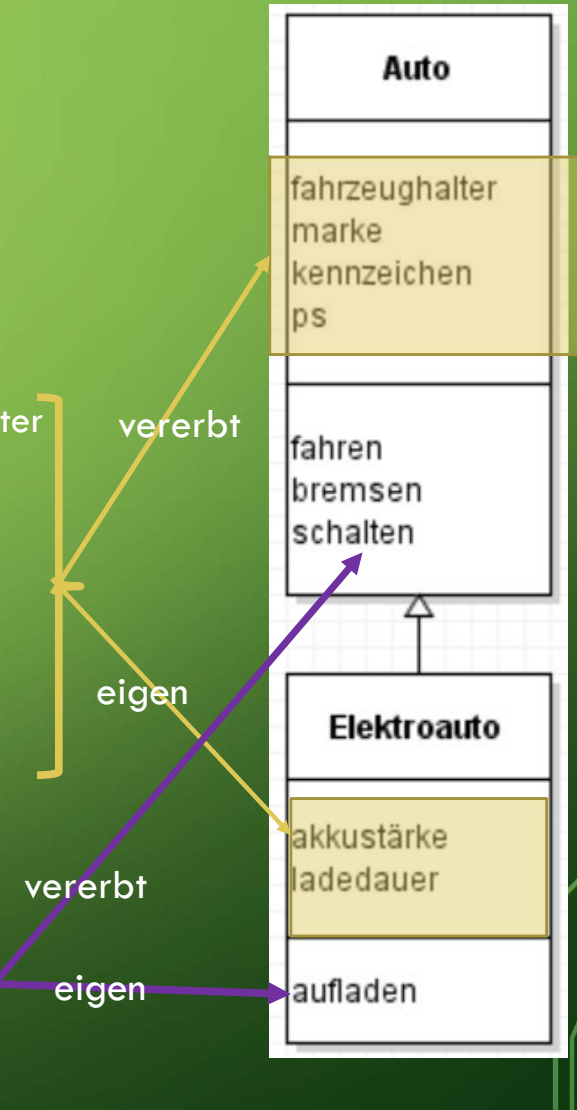 Auto
fahrzeughalter
marke
kennzeichen
ps
ter
vererbt
fahren
bremsen
schalten
eigen
Elektroauto
akkustärke
ladedauer
vererbt
eigen
aufladen